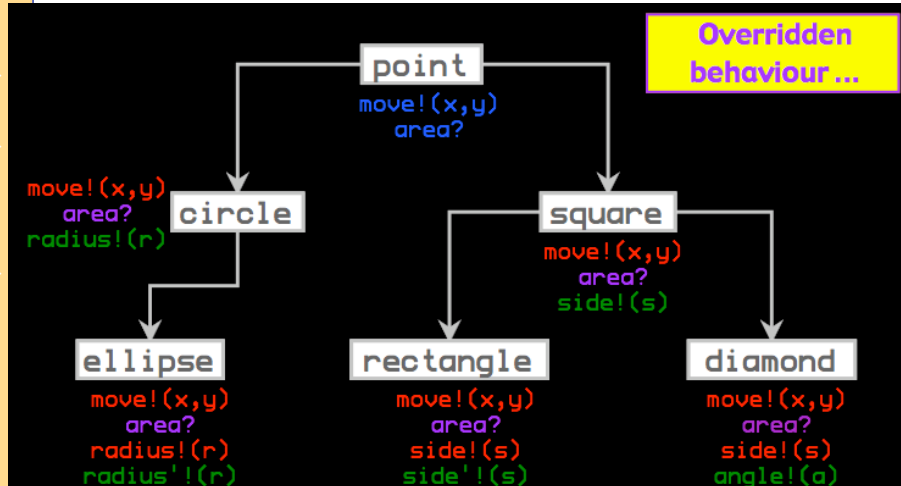 Overridden
behaviour ...
point
move!(x,y)
area?
move!(x,y)
area?
radius!(r)
circle
square
move!(x,y)
area?
side!(s)
ellipse
move!(x,y)
area?
radius!(r)
radius'!(r)
rectangle
move!(x,y)
area?
side!(s)
side'!(s)
diamond
move!(x,y)
area?
side!(s)
angle!(a)